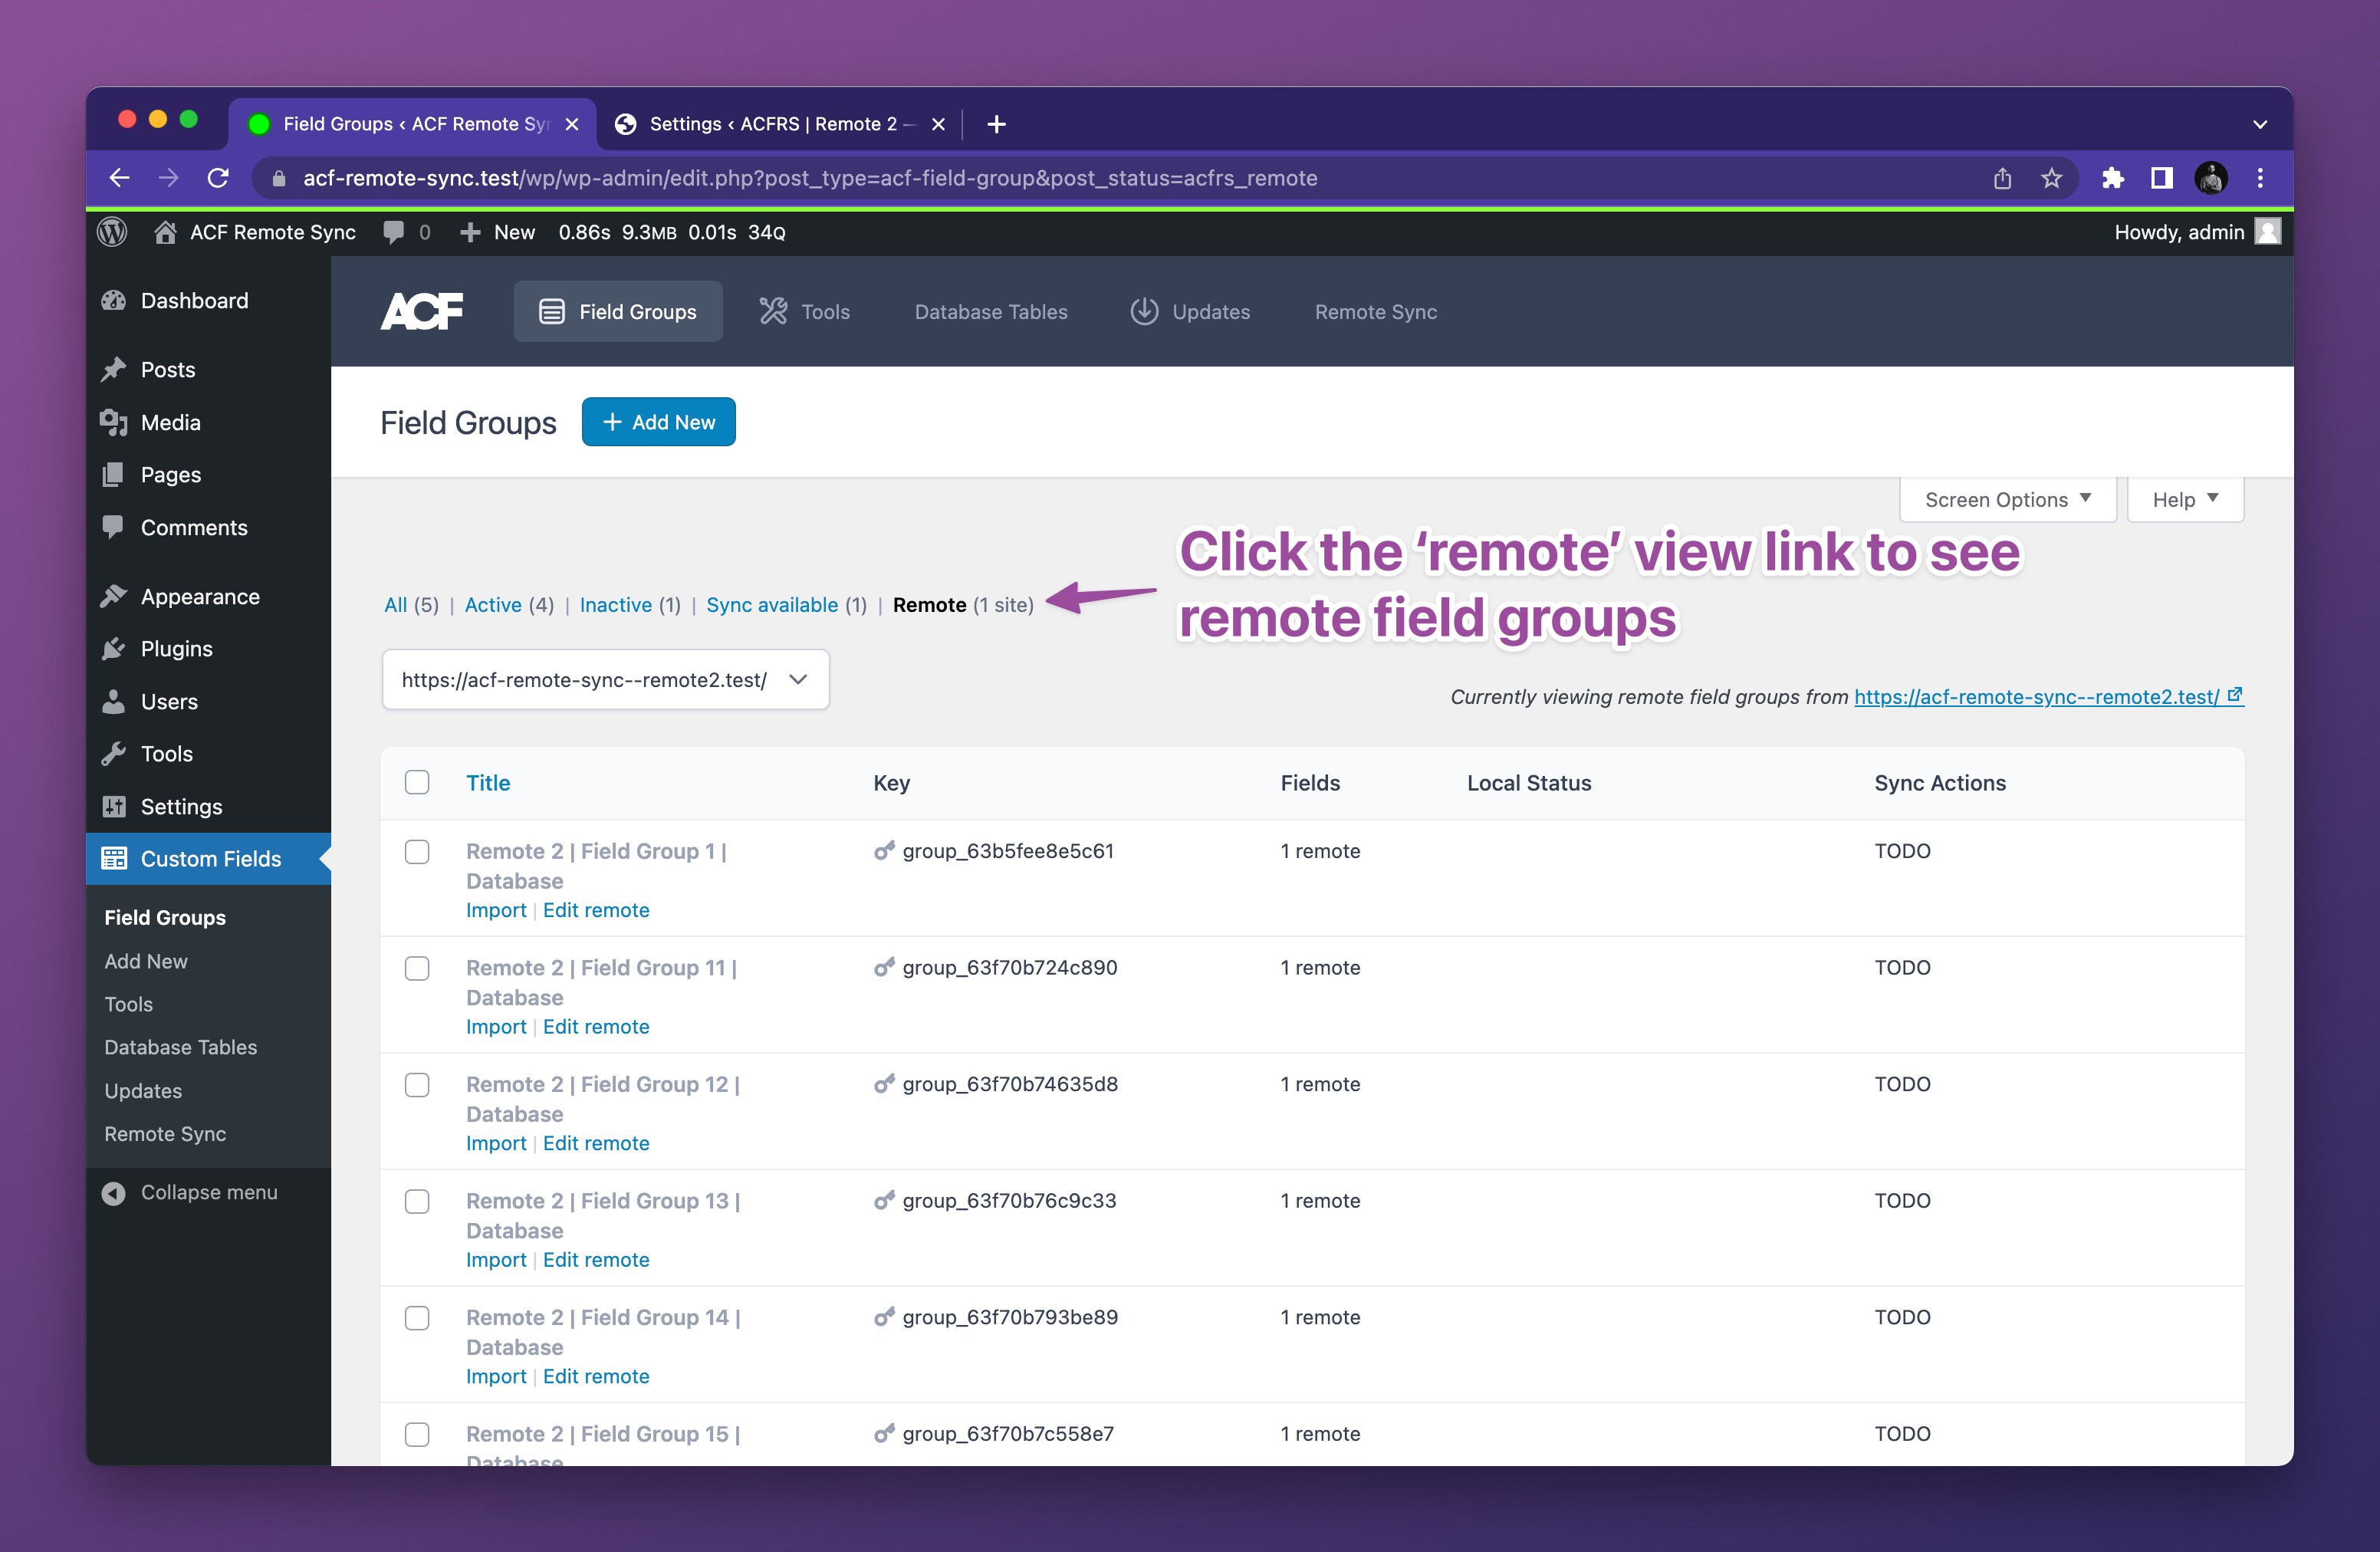 Field Groups ‹ ACF Remote Syn
Settings ‹ ACFRS | Remote 2 —
acf-remote-sync.test/wp/wp-admin/edit.php?post_type=acf-field-group&post_status=acfrs_remote
ACF Remote Sync 0 New 0.86s 9.3MB 0.01s 34Q Howdy, admin
Dashboard
Posts
Media
Pages
Comments
Appearance
Plugins
Users
Tools
Settings
Custom Fields
Field Groups
Add New
Tools
Database Tables
Updates
Remote Sync
Collapse menu
ACF Field Groups Tools Database Tables Updates Remote Sync
Field Groups + Add New
Screen Options Help
Click the ‘remote’ view link to see
remote field groups
All (5) | Active (4) | Inactive (1) | Sync available (1) | Remote (1 site)
https://acf-remote-sync--remote2.test/
Currently viewing remote field groups from https://acf-remote-sync--remote2.test/
Title Key Fields Local Status Sync Actions
Remote 2 | Field Group 1 | group_63b5fee8e5c61 1 remote TODO
Database
Import | Edit remote
Remote 2 | Field Group 11 | group_63f70b724c890 1 remote TODO
Database
Import | Edit remote
Remote 2 | Field Group 12 | group_63f70b74635d8 1 remote TODO
Database
Import | Edit remote
Remote 2 | Field Group 13 | group_63f70b76c9c33 1 remote TODO
Database
Import | Edit remote
Remote 2 | Field Group 14 | group_63f70b793be89 1 remote TODO
Database
Import | Edit remote
Remote 2 | Field Group 15 | group_63f70b7c558e7 1 remote TODO
Database